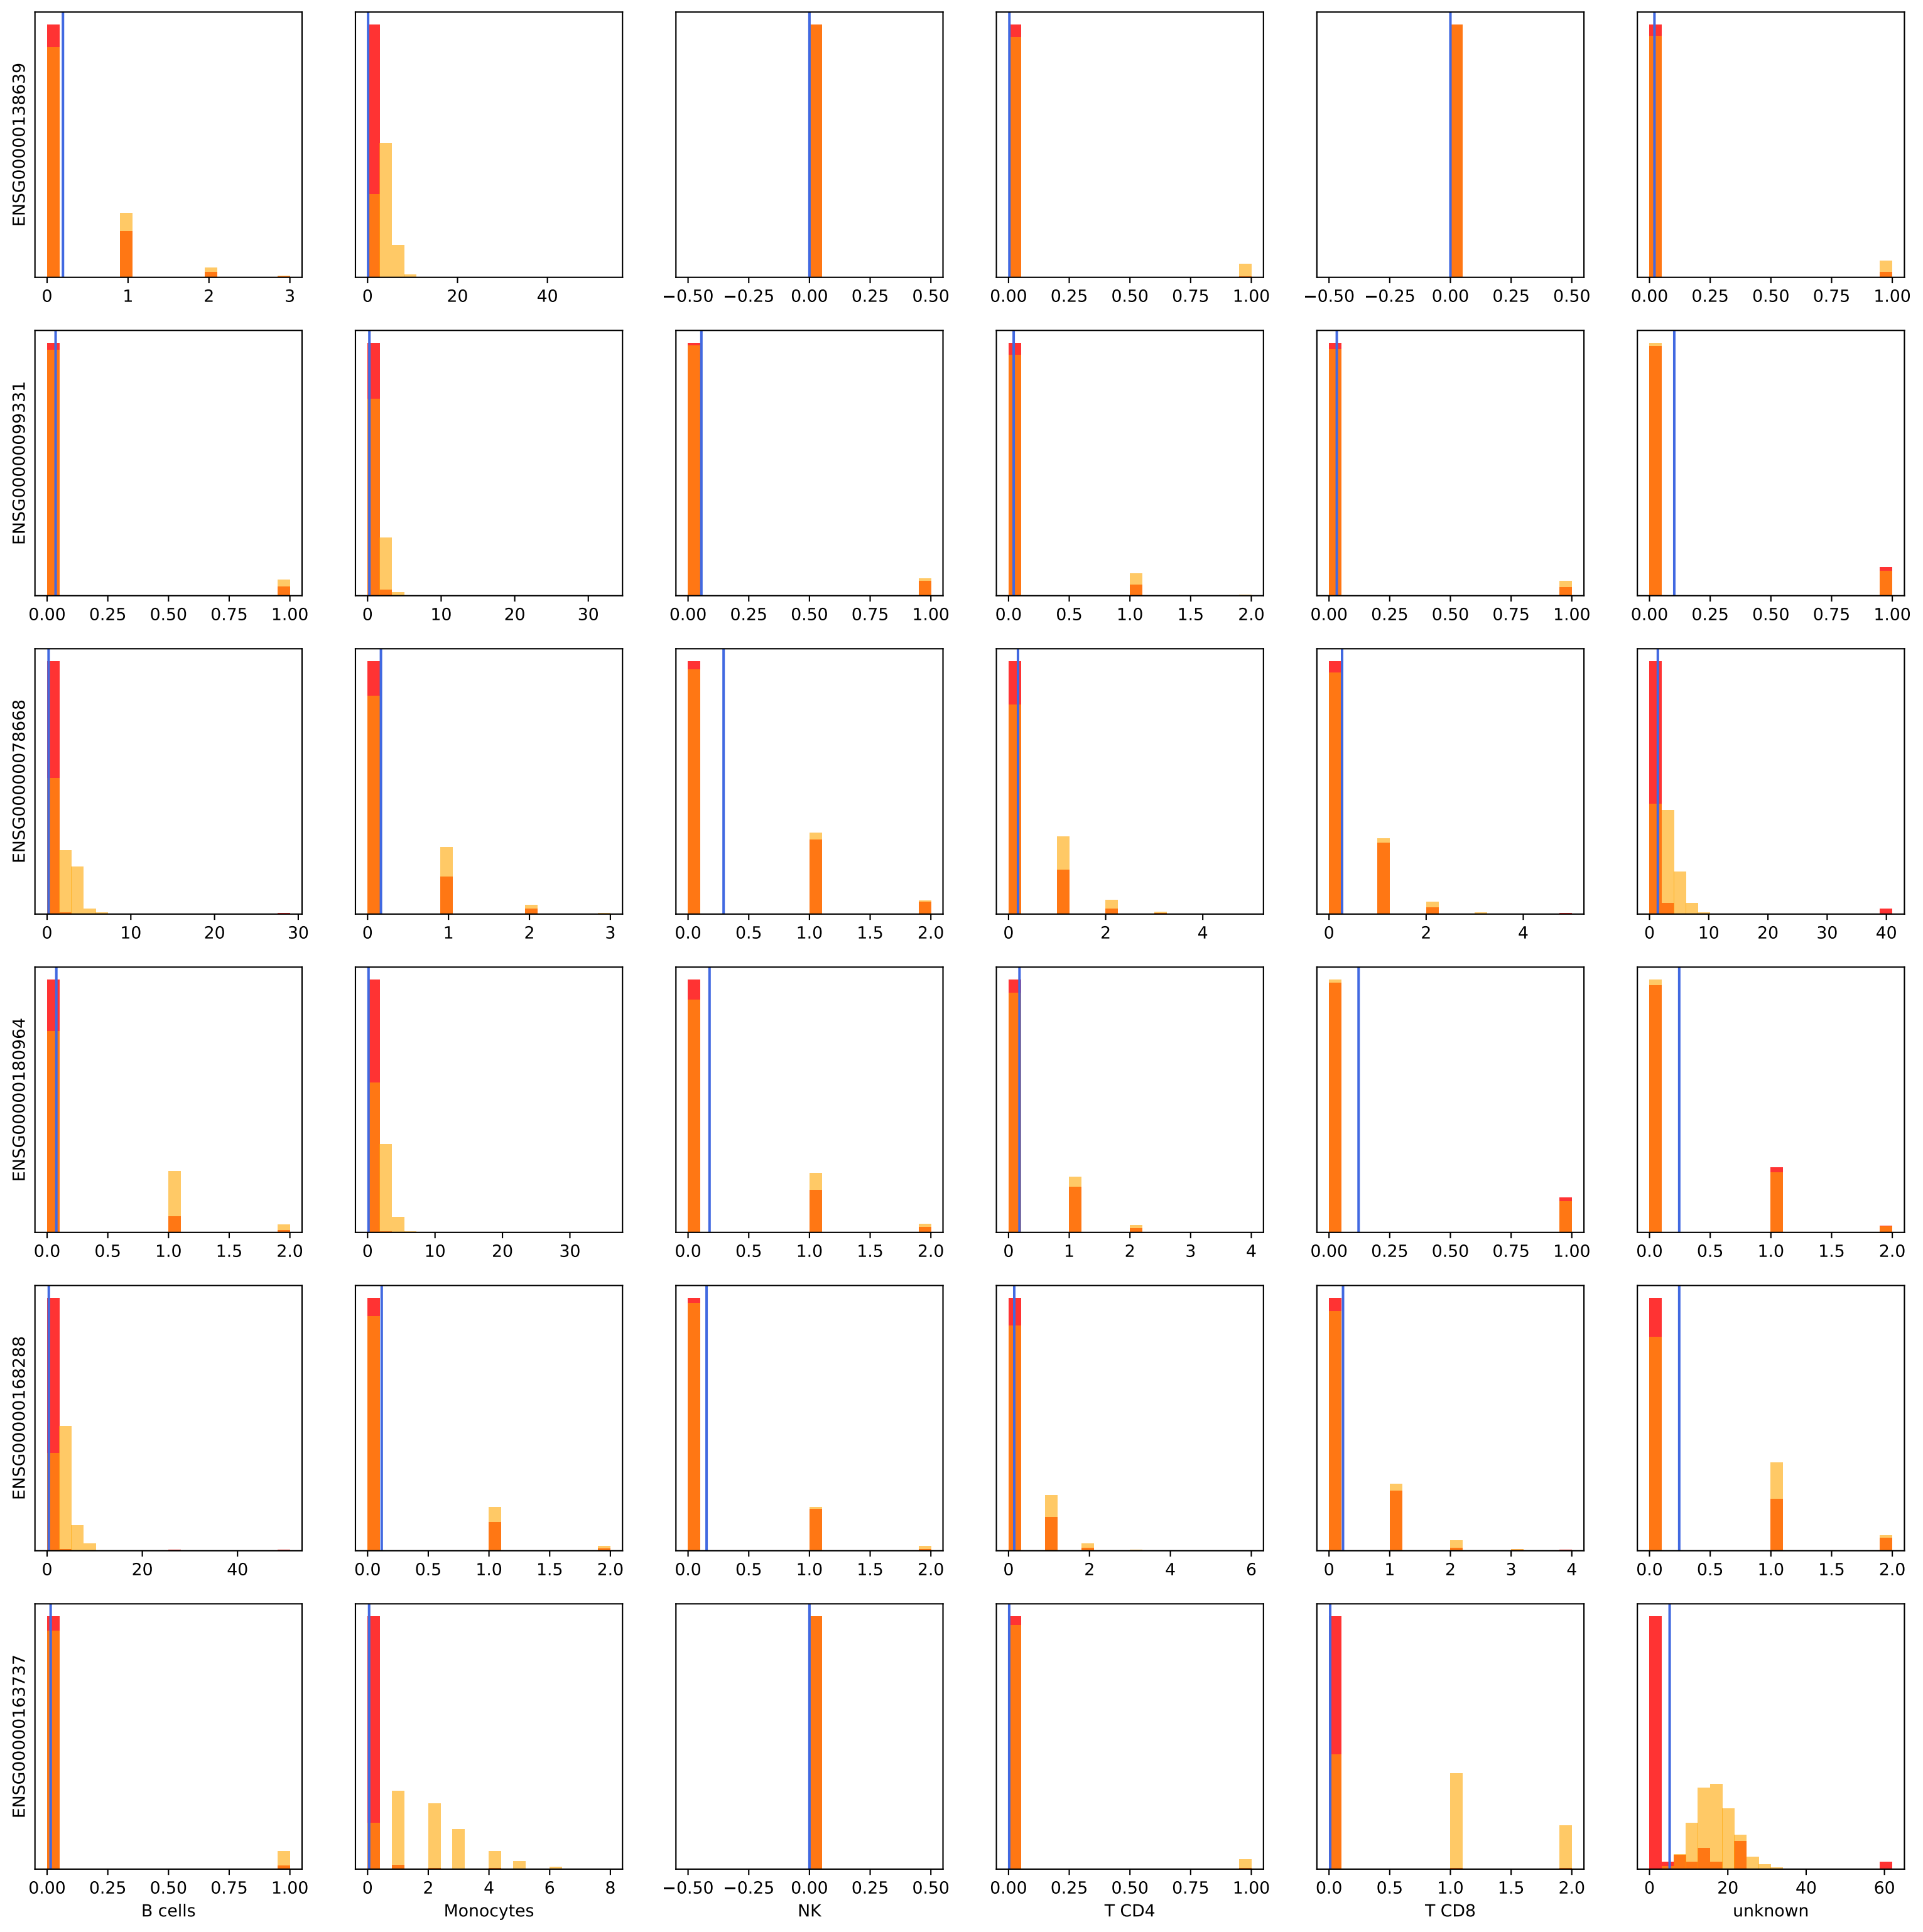 ENSG00000138639
0 1 2 3
0 20 40
−0.50 −0.25 0.00 0.25 0.50
0.00 0.25 0.50 0.75 1.00
−0.50 −0.25 0.00 0.25 0.50
0.00 0.25 0.50 0.75 1.00
ENSG00000099331
0.00 0.25 0.50 0.75 1.00
0 10 20 30
0.00 0.25 0.50 0.75 1.00
0.0 0.5 1.0 1.5 2.0
0.00 0.25 0.50 0.75 1.00
0.00 0.25 0.50 0.75 1.00
ENSG00000078668
0 10 20 30
0 1 2 3
0.0 0.5 1.0 1.5 2.0
0 2 4
0 2 4
0 10 20 30 40
ENSG00000180964
0.0 0.5 1.0 1.5 2.0
0 10 20 30
0.0 0.5 1.0 1.5 2.0
0 1 2 3 4
0.00 0.25 0.50 0.75 1.00
0.0 0.5 1.0 1.5 2.0
ENSG00000168288
0 20 40
0.0 0.5 1.0 1.5 2.0
0.0 0.5 1.0 1.5 2.0
0 2 4 6
0 1 2 3 4
0.0 0.5 1.0 1.5 2.0
ENSG00000163737
0.00 0.25 0.50 0.75 1.00
0 2 4 6 8
−0.50 −0.25 0.00 0.25 0.50
0.00 0.25 0.50 0.75 1.00
0.0 0.5 1.0 1.5 2.0
0 20 40 60
B cells
Monocytes
NK
T CD4
T CD8
unknown